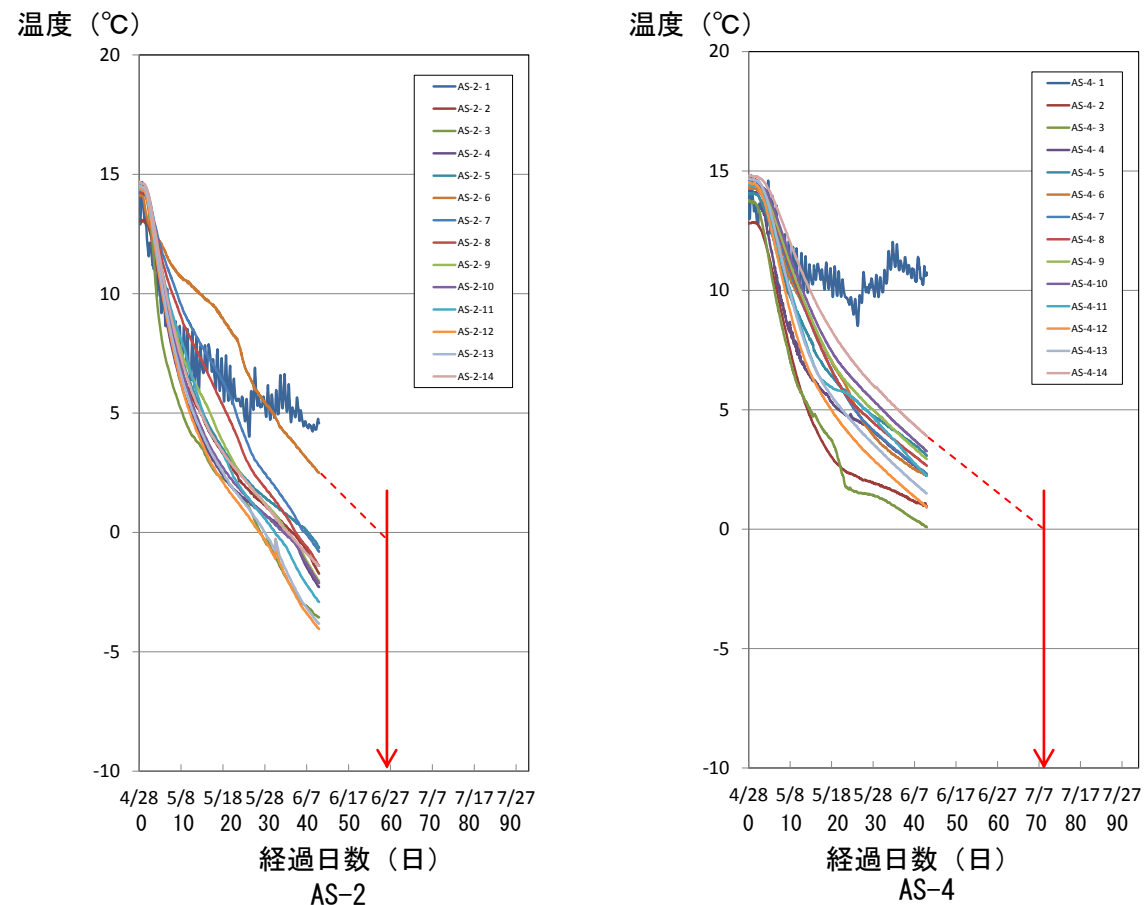 温度（℃）
20
15
10
5
0
-5
-10
AS-2- 1
AS-2- 2
AS-2- 3
AS-2- 4
AS-2- 5
AS-2- 6
AS-2- 7
AS-2- 8
AS-2- 9
AS-2-10
AS-2-11
AS-2-12
AS-2-13
AS-2-14
4/28 5/8 5/18 5/28 6/7 6/17 6/27 7/7 7/17 7/27
0 10 20 30 40 50 60 70 80 90
経過日数（日）
AS-2
温度（℃）
20
15
10
5
0
-5
-10
AS-4- 1
AS-4- 2
AS-4- 3
AS-4- 4
AS-4- 5
AS-4- 6
AS-4- 7
AS-4- 8
AS-4- 9
AS-4-10
AS-4-11
AS-4-12
AS-4-13
AS-4-14
4/28 5/8 5/18 5/28 6/7 6/17 6/27 7/7 7/17 7/27
0 10 20 30 40 50 60 70 80 90
経過日数（日）
AS-4